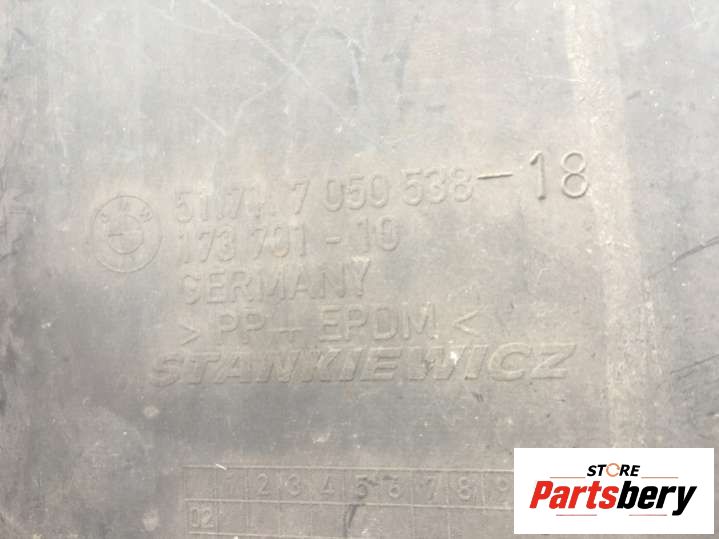 51.71 7 050 538-18
173 701-10
GERMANY
>PP-EPDM<
STANKIEWICZ
1 2 3 4 5 6 7 8 9
02
STORE
Partsbery